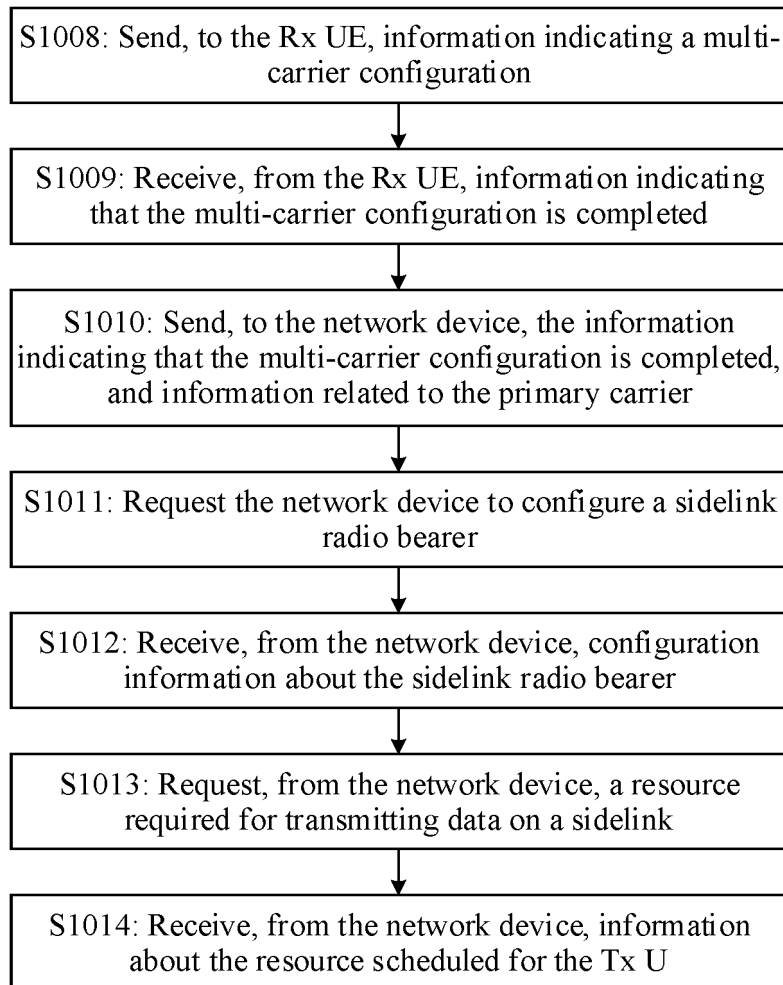 S1008: Send, to the Rx UE, information indicating a multi-
carrier configuration
S1009: Receive, from the Rx UE, information indicating
that the multi-carrier configuration is completed
S1010: Send, to the network device, the information
indicating that the multi-carrier configuration is completed,
and information related to the primary carrier
S1011: Request the network device to configure a sidelink
radio bearer
S1012: Receive, from the network device, configuration
information about the sidelink radio bearer
S1013: Request, from the network device, a resource
required for transmitting data on a sidelink
S1014: Receive, from the network device, information
about the resource scheduled for the Tx U